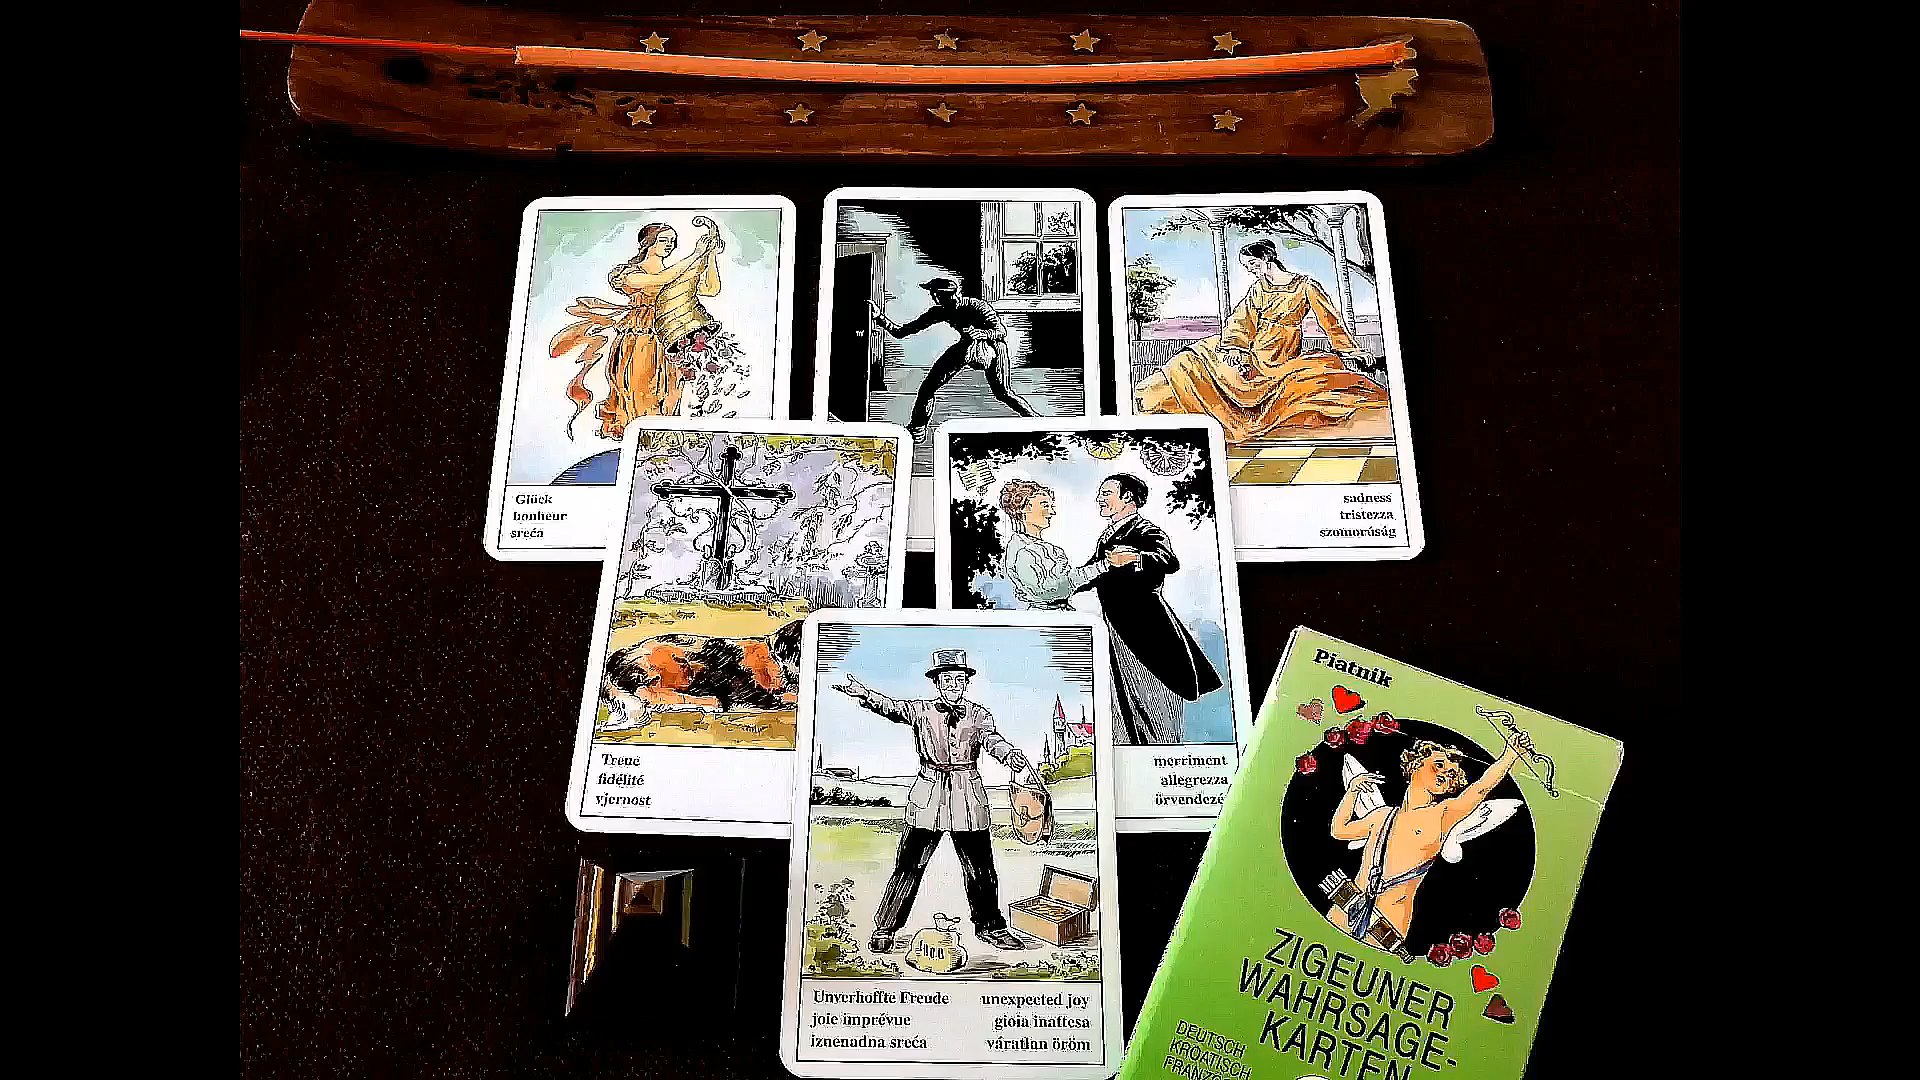 Glück
bonheur
sreća
sadness
tristezza
szomorúság
Treue
fidélité
vjernost
merriment
allegrezza
örvendezé
Unverhoffte Freude
joie imprévue
iznenadna sreća
unexpected joy
gioia inattesa
váratlan öröm
Piatnik
ZIGEUNER
WAHRSAGE-
KARTEN
DEUTSCH
KROATISCH
FRANZÖS